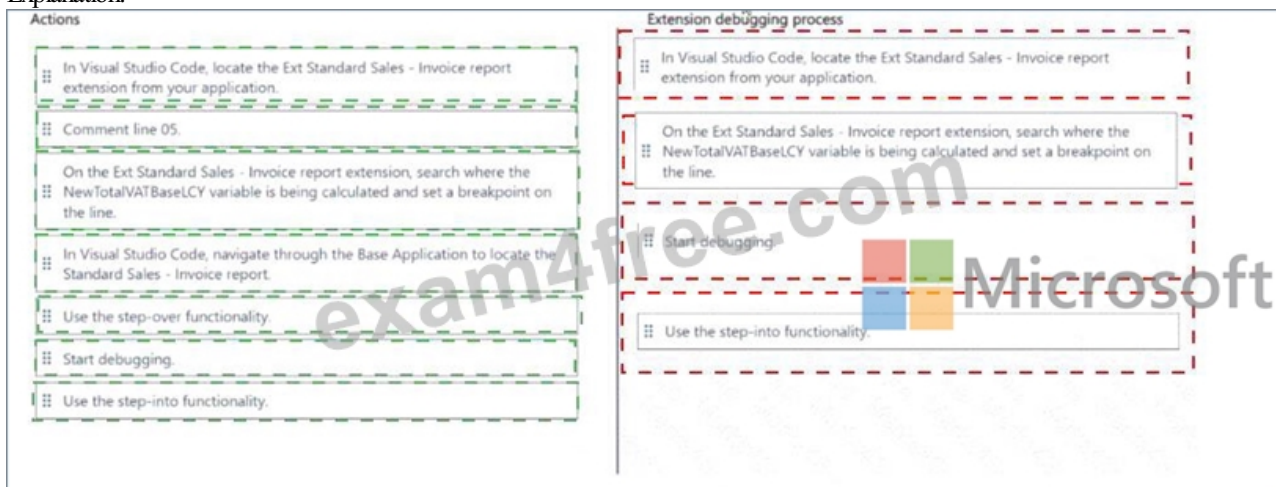 Explanation:
Actions
In Visual Studio Code, locate the Ext Standard Sales - Invoice report
extension from your application.
Comment line 05.
On the Ext Standard Sales - Invoice report extension, search where the
NewTotalVATBaseLCY variable is being calculated and set a breakpoint on
the line.
In Visual Studio Code, navigate through the Base Application to locate the
Standard Sales - Invoice report.
Use the step-over functionality.
Start debugging.
Use the step-into functionality.
Extension debugging process
In Visual Studio Code, locate the Ext Standard Sales - Invoice report
extension from your application.
On the Ext Standard Sales - Invoice report extension, search where the
NewTotalVATBaseLCY variable is being calculated and set a breakpoint on
the line.
Start debugging.
Use the step-into functionality.
exam4free.com
Microsoft